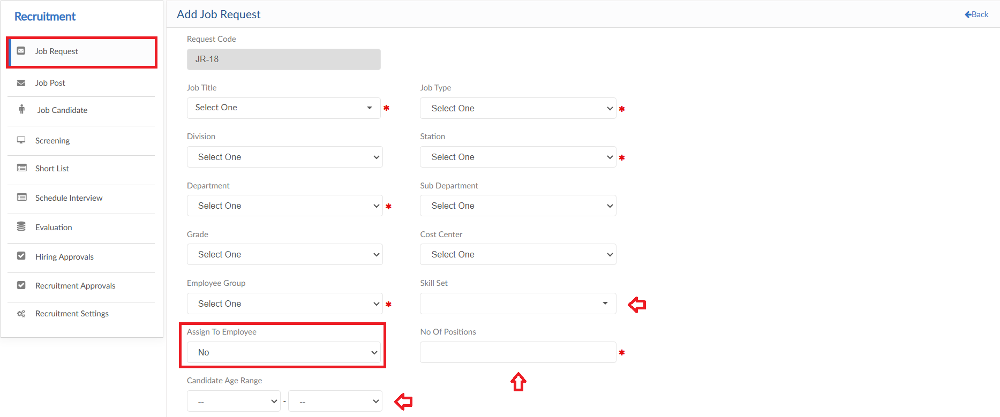 Recruitment
Job Request
Job Post
Job Candidate
Screening
Short List
Schedule Interview
Evaluation
Hiring Approvals
Recruitment Approvals
Recruitment Settings
Add Job Request
Back
Request Code
JR-18
Job Title
Job Type
Select One *
Select One *
Division
Station
Select One
Select One *
Department
Sub Department
Select One *
Select One
Grade
Cost Center
Select One
Select One
Employee Group
Skill Set
Select One *
Assign To Employee
No Of Positions
No
*
Candidate Age Range
-- - --